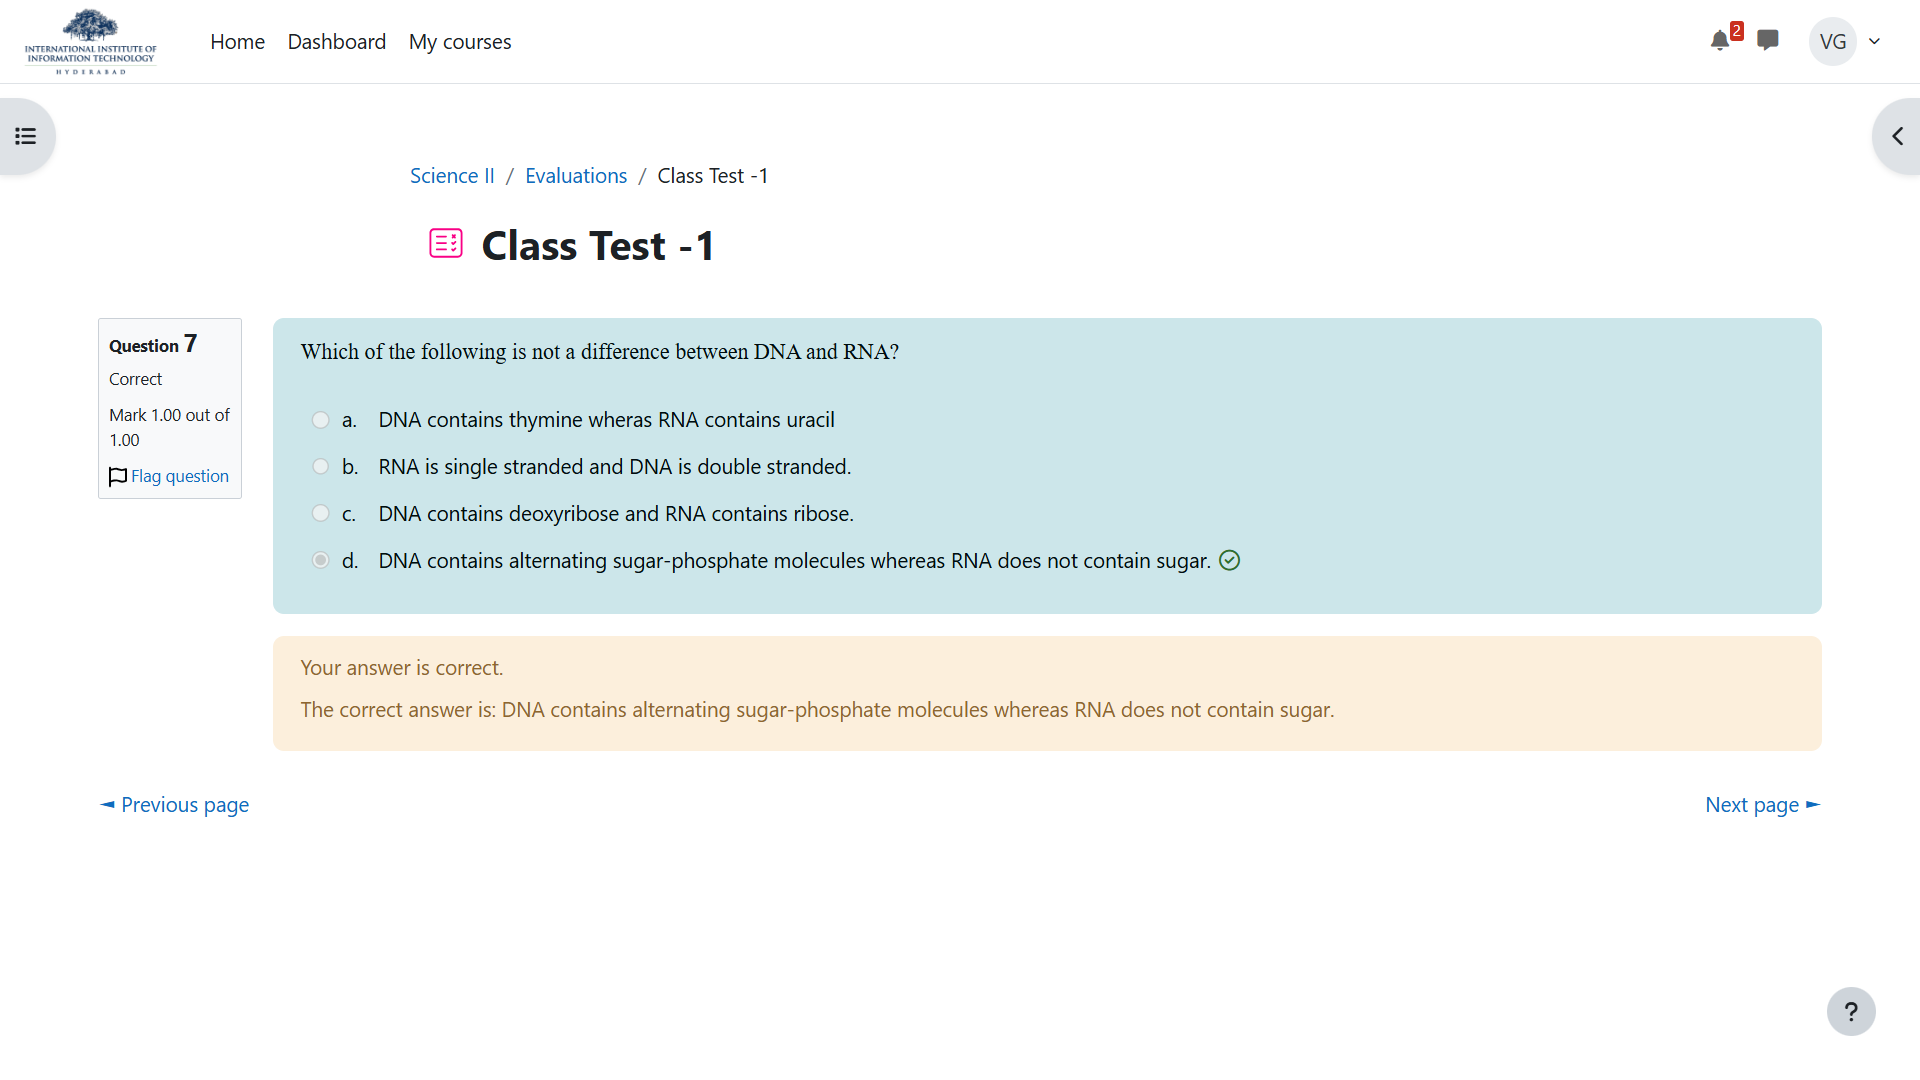 INTERNATIONAL INSTITUTE OF
INFORMATION TECHNOLOGY
HYDERABAD
Home Dashboard My courses
2
VG
Science II / Evaluations / Class Test -1
Class Test -1
Question 7
Correct
Mark 1.00 out of
1.00
Flag question
Which of the following is not a difference between DNA and RNA?
a. DNA contains thymine wheras RNA contains uracil
b. RNA is single stranded and DNA is double stranded.
c. DNA contains deoxyribose and RNA contains ribose.
d. DNA contains alternating sugar-phosphate molecules whereas RNA does not contain sugar.
Your answer is correct.
The correct answer is: DNA contains alternating sugar-phosphate molecules whereas RNA does not contain sugar.
◄ Previous page
Next page ►
?